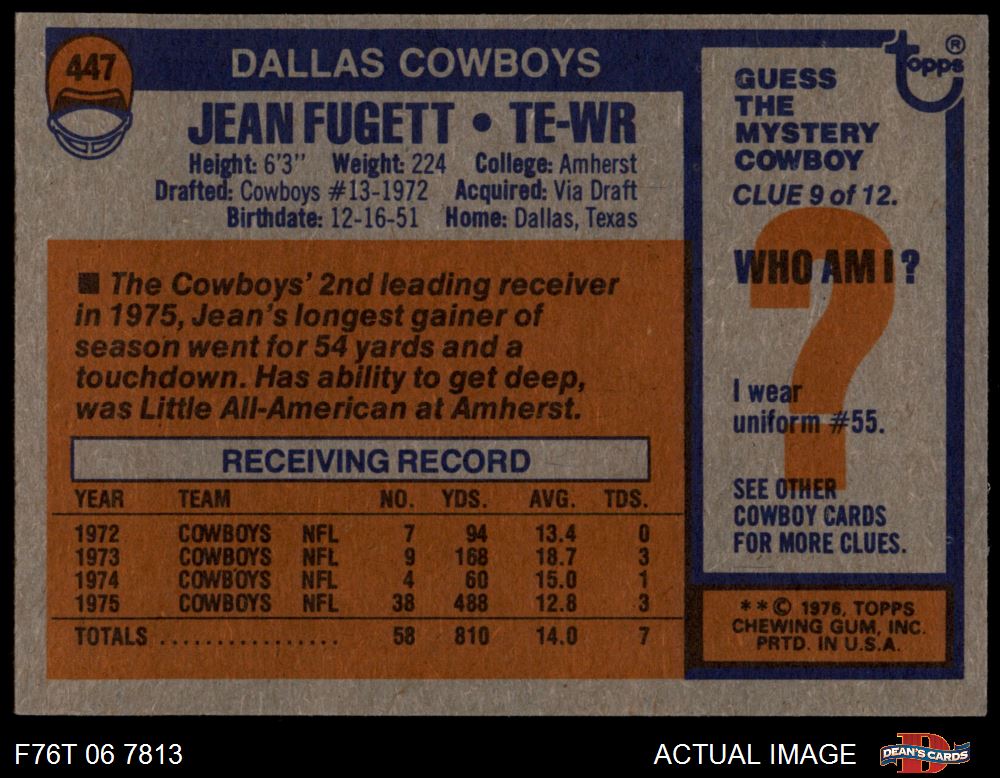 447
DALLAS COWBOYS
JEAN FUGETT • TE-WR
Height: 6'3" Weight: 224 College: Amherst
Drafted: Cowboys #13-1972 Acquired: Via Draft
Birthdate: 12-16-51 Home: Dallas, Texas
■ The Cowboys' 2nd leading receiver
in 1975, Jean's longest gainer of
season went for 54 yards and a
touchdown. Has ability to get deep,
was Little All-American at Amherst.
RECEIVING RECORD
YEAR TEAM NO. YDS. AVG. TDS.
1972 COWBOYS NFL 7 94 13.4 0
1973 COWBOYS NFL 9 168 18.7 3
1974 COWBOYS NFL 4 60 15.0 1
1975 COWBOYS NFL 38 488 12.8 3
TOTALS ................. 58 810 14.0 7
topps ®
GUESS
THE
MYSTERY
COWBOY
CLUE 9 of 12.
?
WHO AM I?
I wear
uniform #55.
SEE OTHER
COWBOY CARDS
FOR MORE CLUES.
**© 1976, TOPPS
CHEWING GUM, INC.
PRTD. IN U.S.A.
F76T 06 7813
ACTUAL IMAGE
D
DEAN'S CARDS